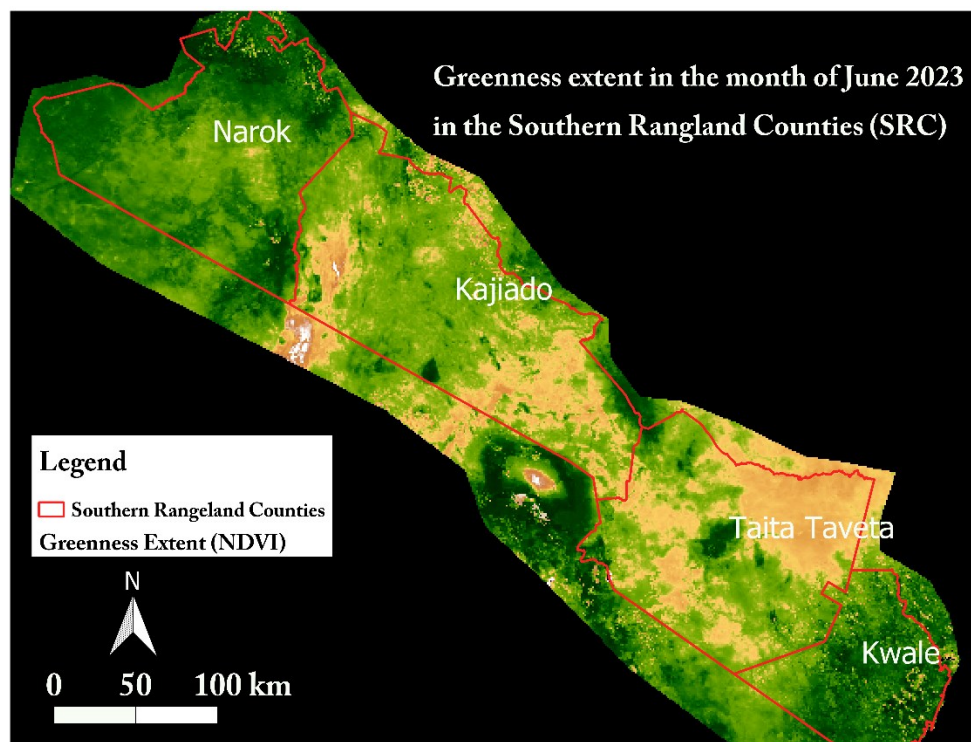 Greenness extent in the month of June 2023
in the Southern Rangland Counties (SRC)
Narok
Kajiado
Taita Taveta
Kwale
Legend
Southern Rangeland Counties
Greenness Extent (NDVI)
N
0 50 100 km